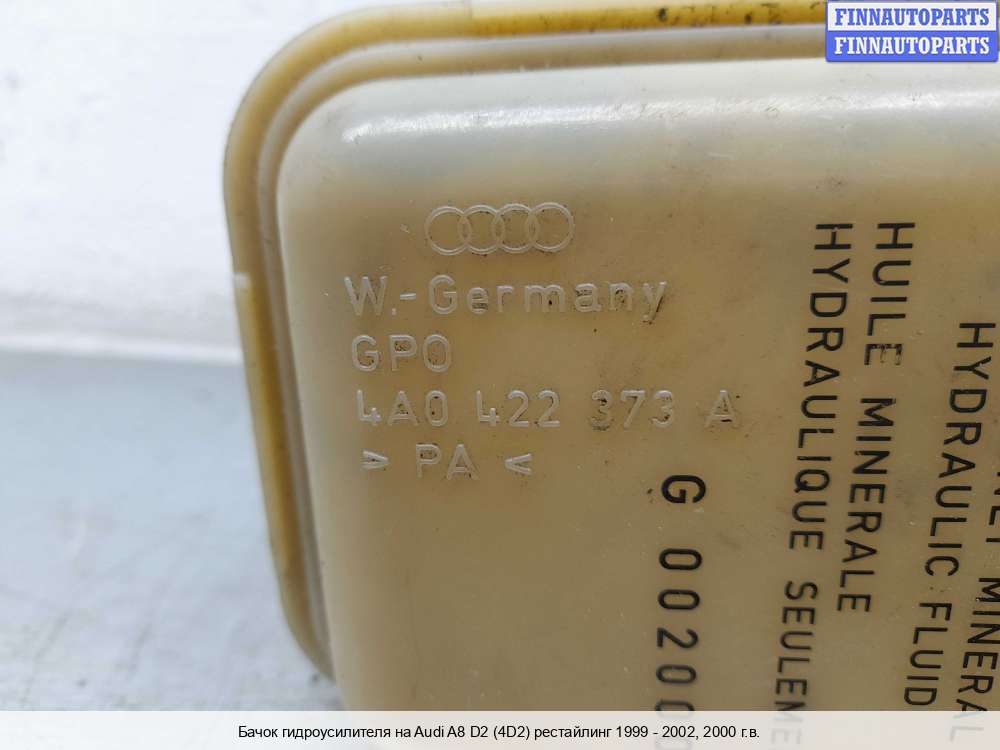 FINNAUTOPARTS
FINNAUTOPARTS
W.-Germany
GPO
4A0 422 373 A
> PA <
G 00200
HYDRAULIQUE
HUILE MINERALE
HYDRAULIC FLUID
Бачок гидроусилителя на Audi A8 D2 (4D2) рестайлинг 1999 - 2002, 2000 г.в.